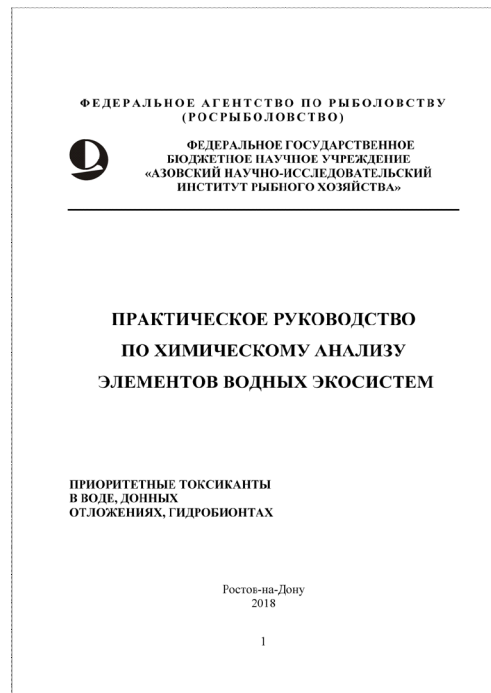 ФЕДЕРАЛЬНОЕ АГЕНТСТВО ПО РЫБОЛОВСТВУ
(РОСРЫБОЛОВСТВО)
ФЕДЕРАЛЬНОЕ ГОСУДАРСТВЕННОЕ
БЮДЖЕТНОЕ НАУЧНОЕ УЧРЕЖДЕНИЕ
«АЗОВСКИЙ НАУЧНО-ИССЛЕДОВАТЕЛЬСКИЙ
ИНСТИТУТ РЫБНОГО ХОЗЯЙСТВА»
ПРАКТИЧЕСКОЕ РУКОВОДСТВО
ПО ХИМИЧЕСКОМУ АНАЛИЗУ
ЭЛЕМЕНТОВ ВОДНЫХ ЭКОСИСТЕМ
ПРИОРИТЕТНЫЕ ТОКСИКАНТЫ
В ВОДЕ, ДОННЫХ
ОТЛОЖЕНИЯХ, ГИДРОБИОНТАХ
Ростов-на-Дону
2018
1